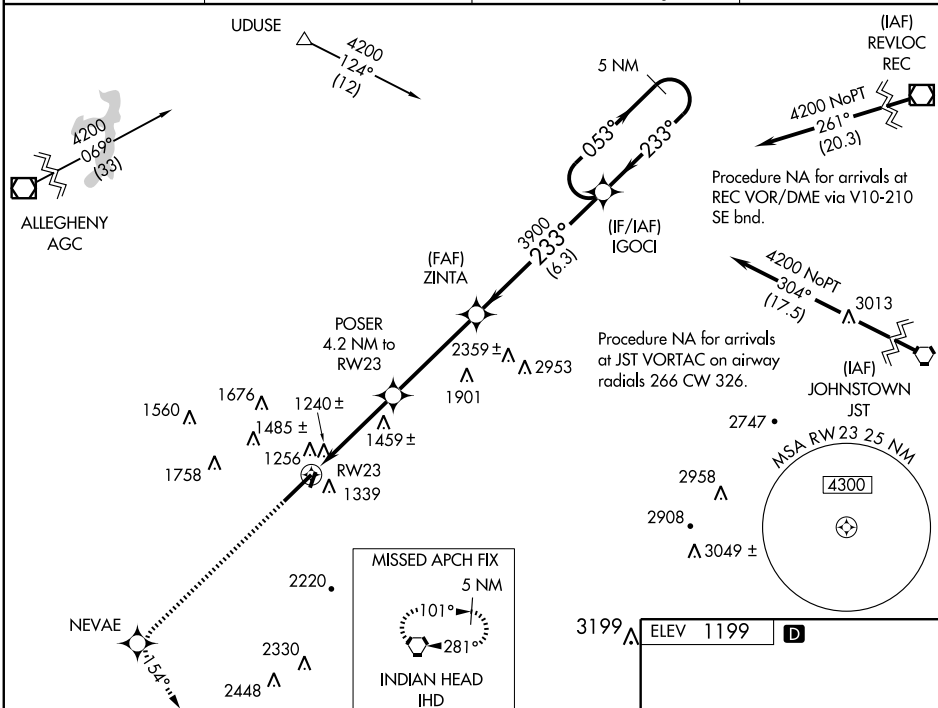 UDUSE
4200
124°
(12)
5 NM
(IAF)
REVLOC
REC
4200 NoPT
261°
(20.3)
4200
069°
(33)
ALLEGHENY
AGC
053°
233°
Procedure NA for arrivals at
REC VOR/DME via V10-210
SE bnd.
(IF/IAF)
IGOCI
3900
233°
(6.3)
(FAF)
ZINTA
4200 NoPT
304°
(17.5)
3013
POSER
4.2 NM to
RW23
Procedure NA for arrivals
at JST VORTAC on airway
radials 266 CW 326.
(IAF)
JOHNSTOWN
JST
2359 ±
2953
1901
1560
1676
1240 ±
1485 ±
1256
1459 ±
1758
RW23
1339
2747
MSA RW23 25 NM
4300
2958
2908
3049 ±
2220
MISSED APCH FIX
5 NM
101°
281°
INDIAN HEAD
IHD
NEVAE
154°
2330
2448
3199
ELEV 1199
D